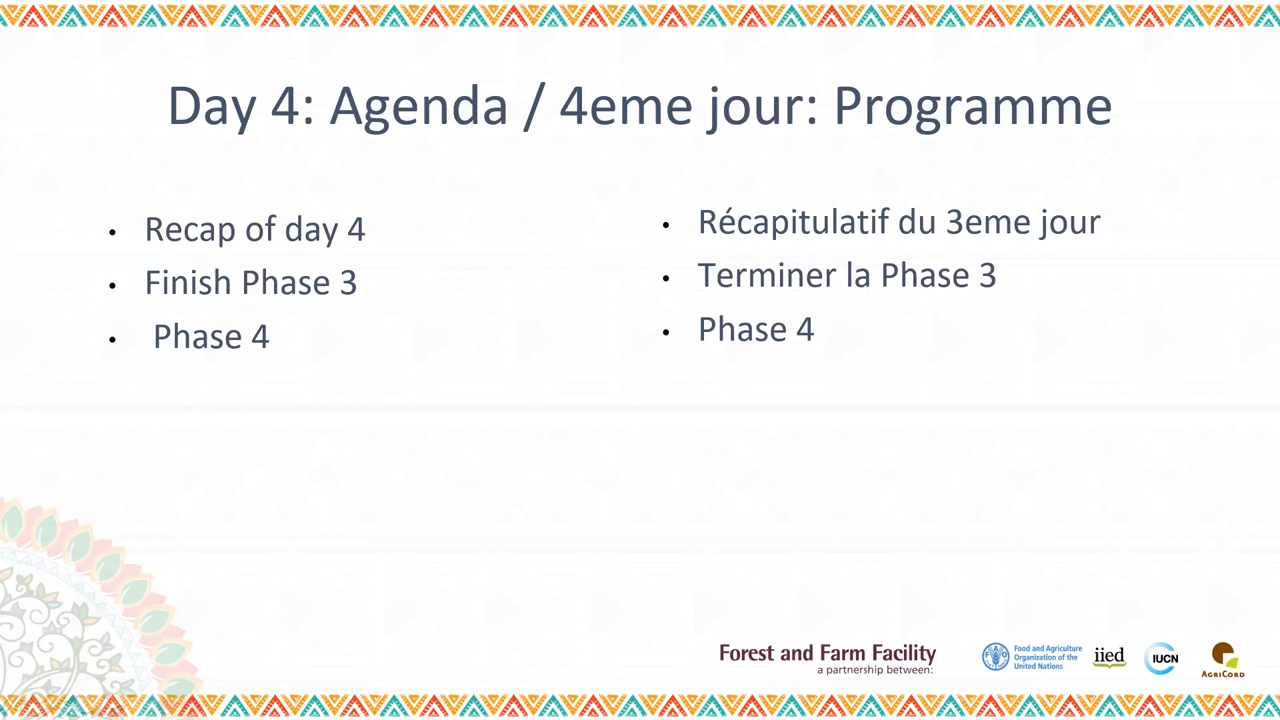 Day 4: Agenda / 4eme jour: Programme
• Recap of day 4
• Finish Phase 3
• Phase 4
• Récapitulatif du 3eme jour
• Terminer la Phase 3
• Phase 4
Forest and Farm Facility
a partnership between:
Food and Agriculture
Organization of the
United Nations
iied
IUCN
AGRICORD